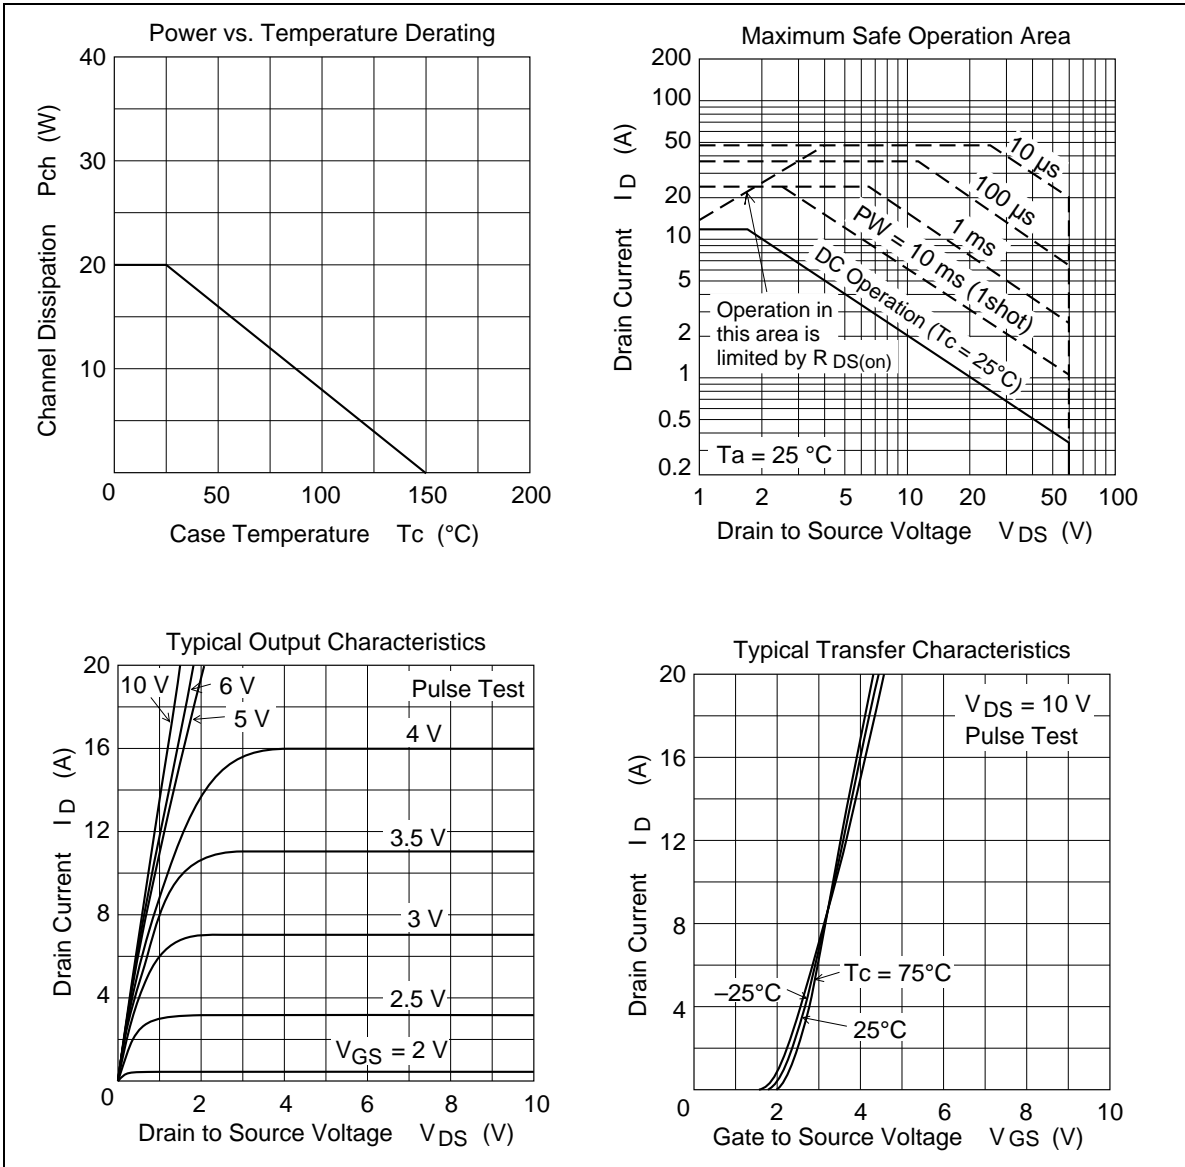 Power vs. Temperature Derating
40
30
20
10
0
50
100
150
200
Channel Dissipation Pch (W)
Case Temperature Tc (°C)
Maximum Safe Operation Area
200
100
50
20
10
5
2
1
0.5
0.2
1
2
5
10
20
50
100
Drain Current I D (A)
Drain to Source Voltage V DS (V)
10 µs
100 µs
1 ms
PW = 10 ms (1shot)
DC Operation (Tc = 25°C)
Operation in
this area is
limited by R DS(on)
Ta = 25 °C
Typical Output Characteristics
20
16
12
8
4
0
2
4
6
8
10
Drain Current I D (A)
Drain to Source Voltage V DS (V)
10 V
6 V
5 V
Pulse Test
4 V
3.5 V
3 V
2.5 V
V GS = 2 V
Typical Transfer Characteristics
20
16
12
8
4
0
2
4
6
8
10
Drain Current I D (A)
Gate to Source Voltage V GS (V)
V DS = 10 V
Pulse Test
Tc = 75°C
–25°C
25°C